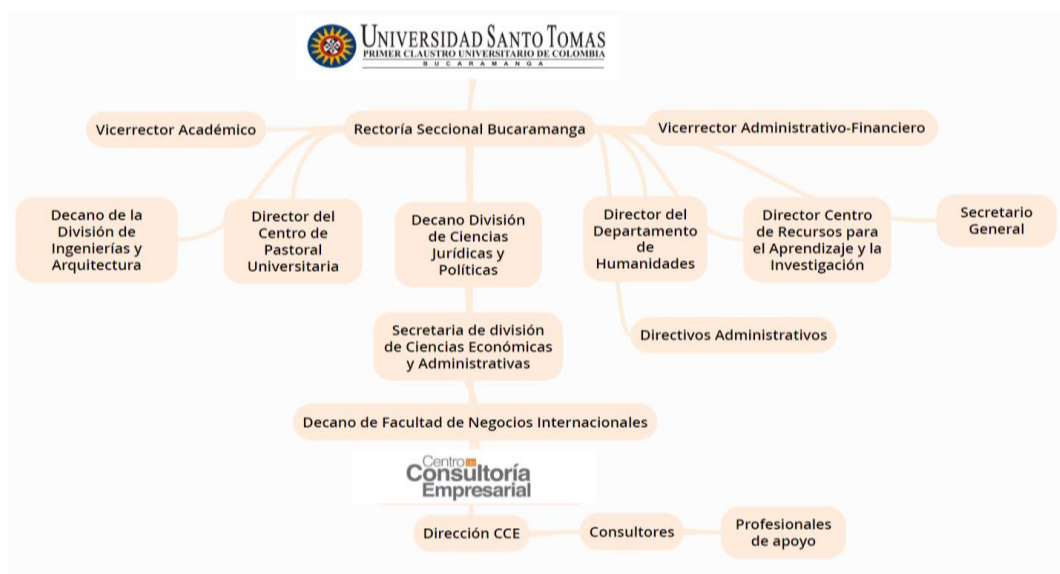 UNIVERSIDAD SANTO TOMAS
PRIMER CLAUSTRO UNIVERSITARIO DE COLOMBIA
BUCARAMANGA
Vicerrector Académico
Rectoría Seccional Bucaramanga
Vicerrector Administrativo-Financiero
Decano de la
División de
Ingenierías y
Arquitectura
Director del
Centro de
Pastoral
Universitaria
Decano División
de Ciencias
Jurídicas y
Políticas
Director del
Departamento
de
Humanidades
Director Centro
de Recursos para
el Aprendizaje y la
Investigación
Secretario
General
Secretaria de división
de Ciencias Económicas
y Administrativas
Directivos Administrativos
Decano de Facultad de Negocios Internacionales
Centro
Consultoría
Empresarial
Dirección CCE
Consultores
Profesionales
de apoyo